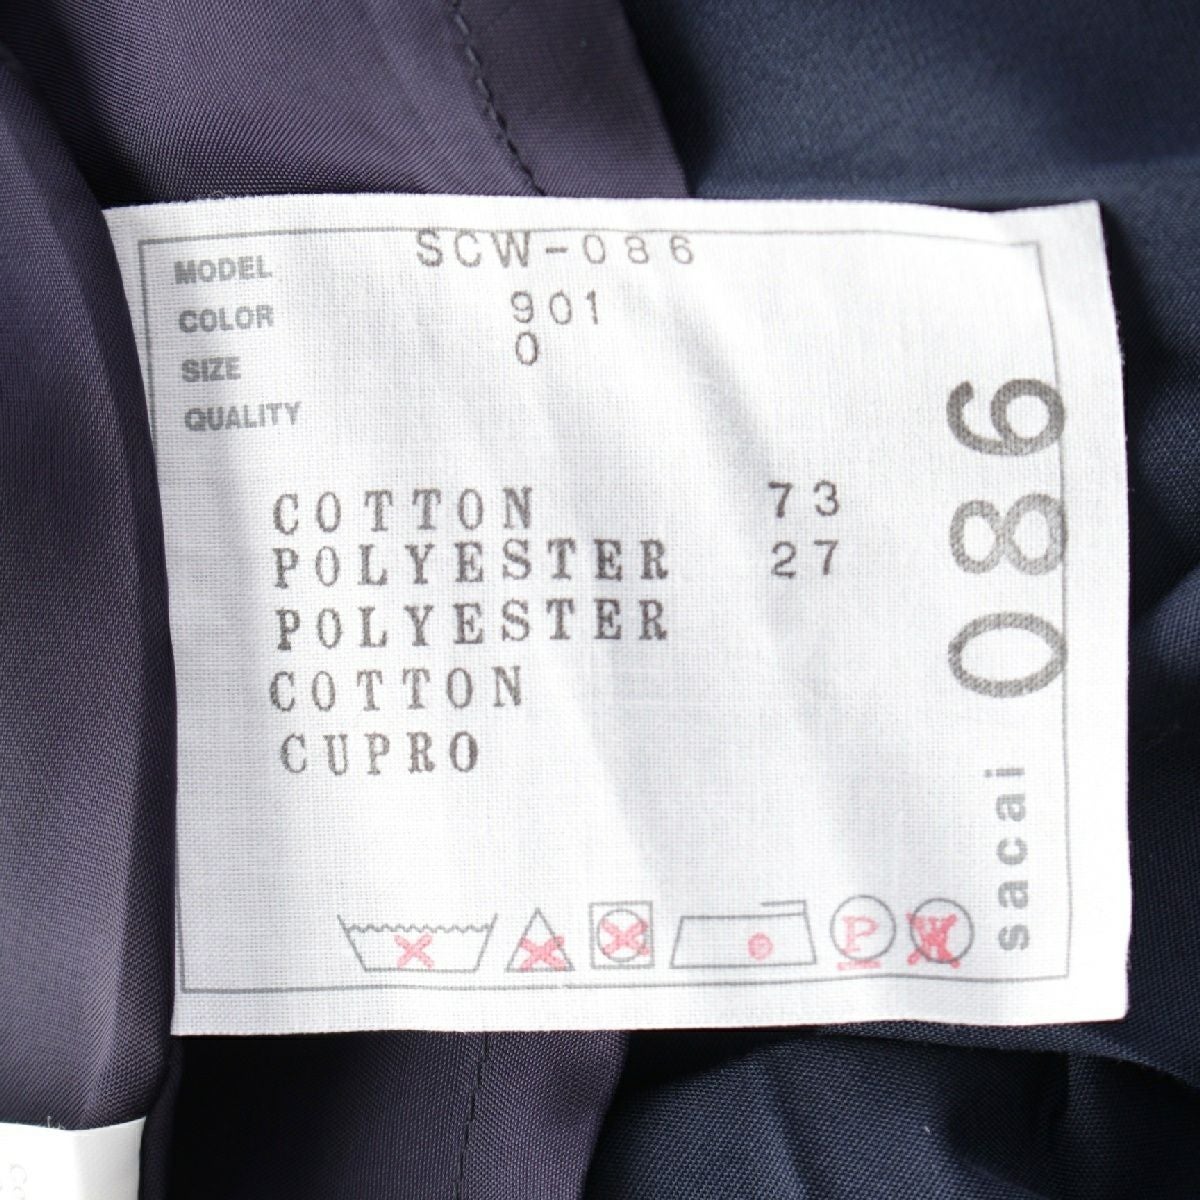 MODEL SCW-086
COLOR 901
SIZE 0
QUALITY
COTTON 73
POLYESTER 27
POLYESTER
COTTON
CUPRO
P
W
sacai 086